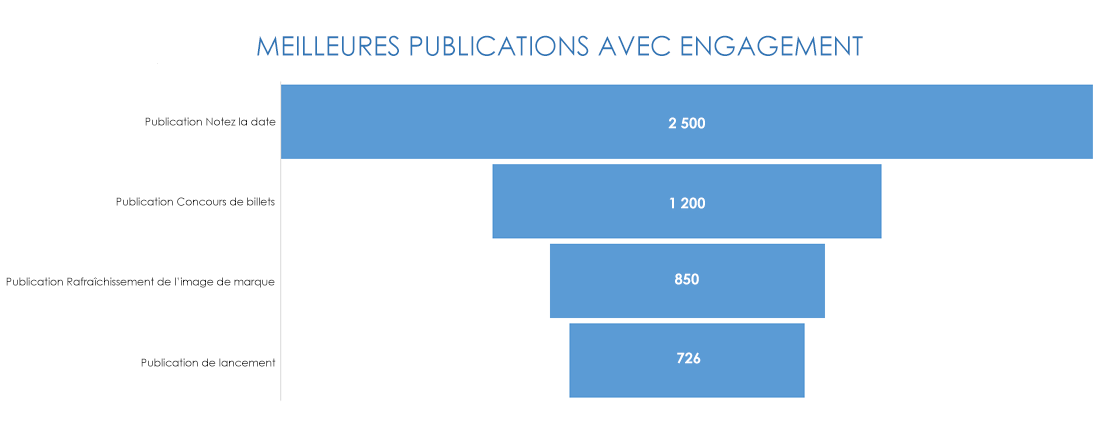 MEILLEURES PUBLICATIONS AVEC ENGAGEMENT
Publication Notez la date
2 500
Publication Concours de billets
1 200
Publication Rafraîchissement de l'image de marque
850
Publication de lancement
726